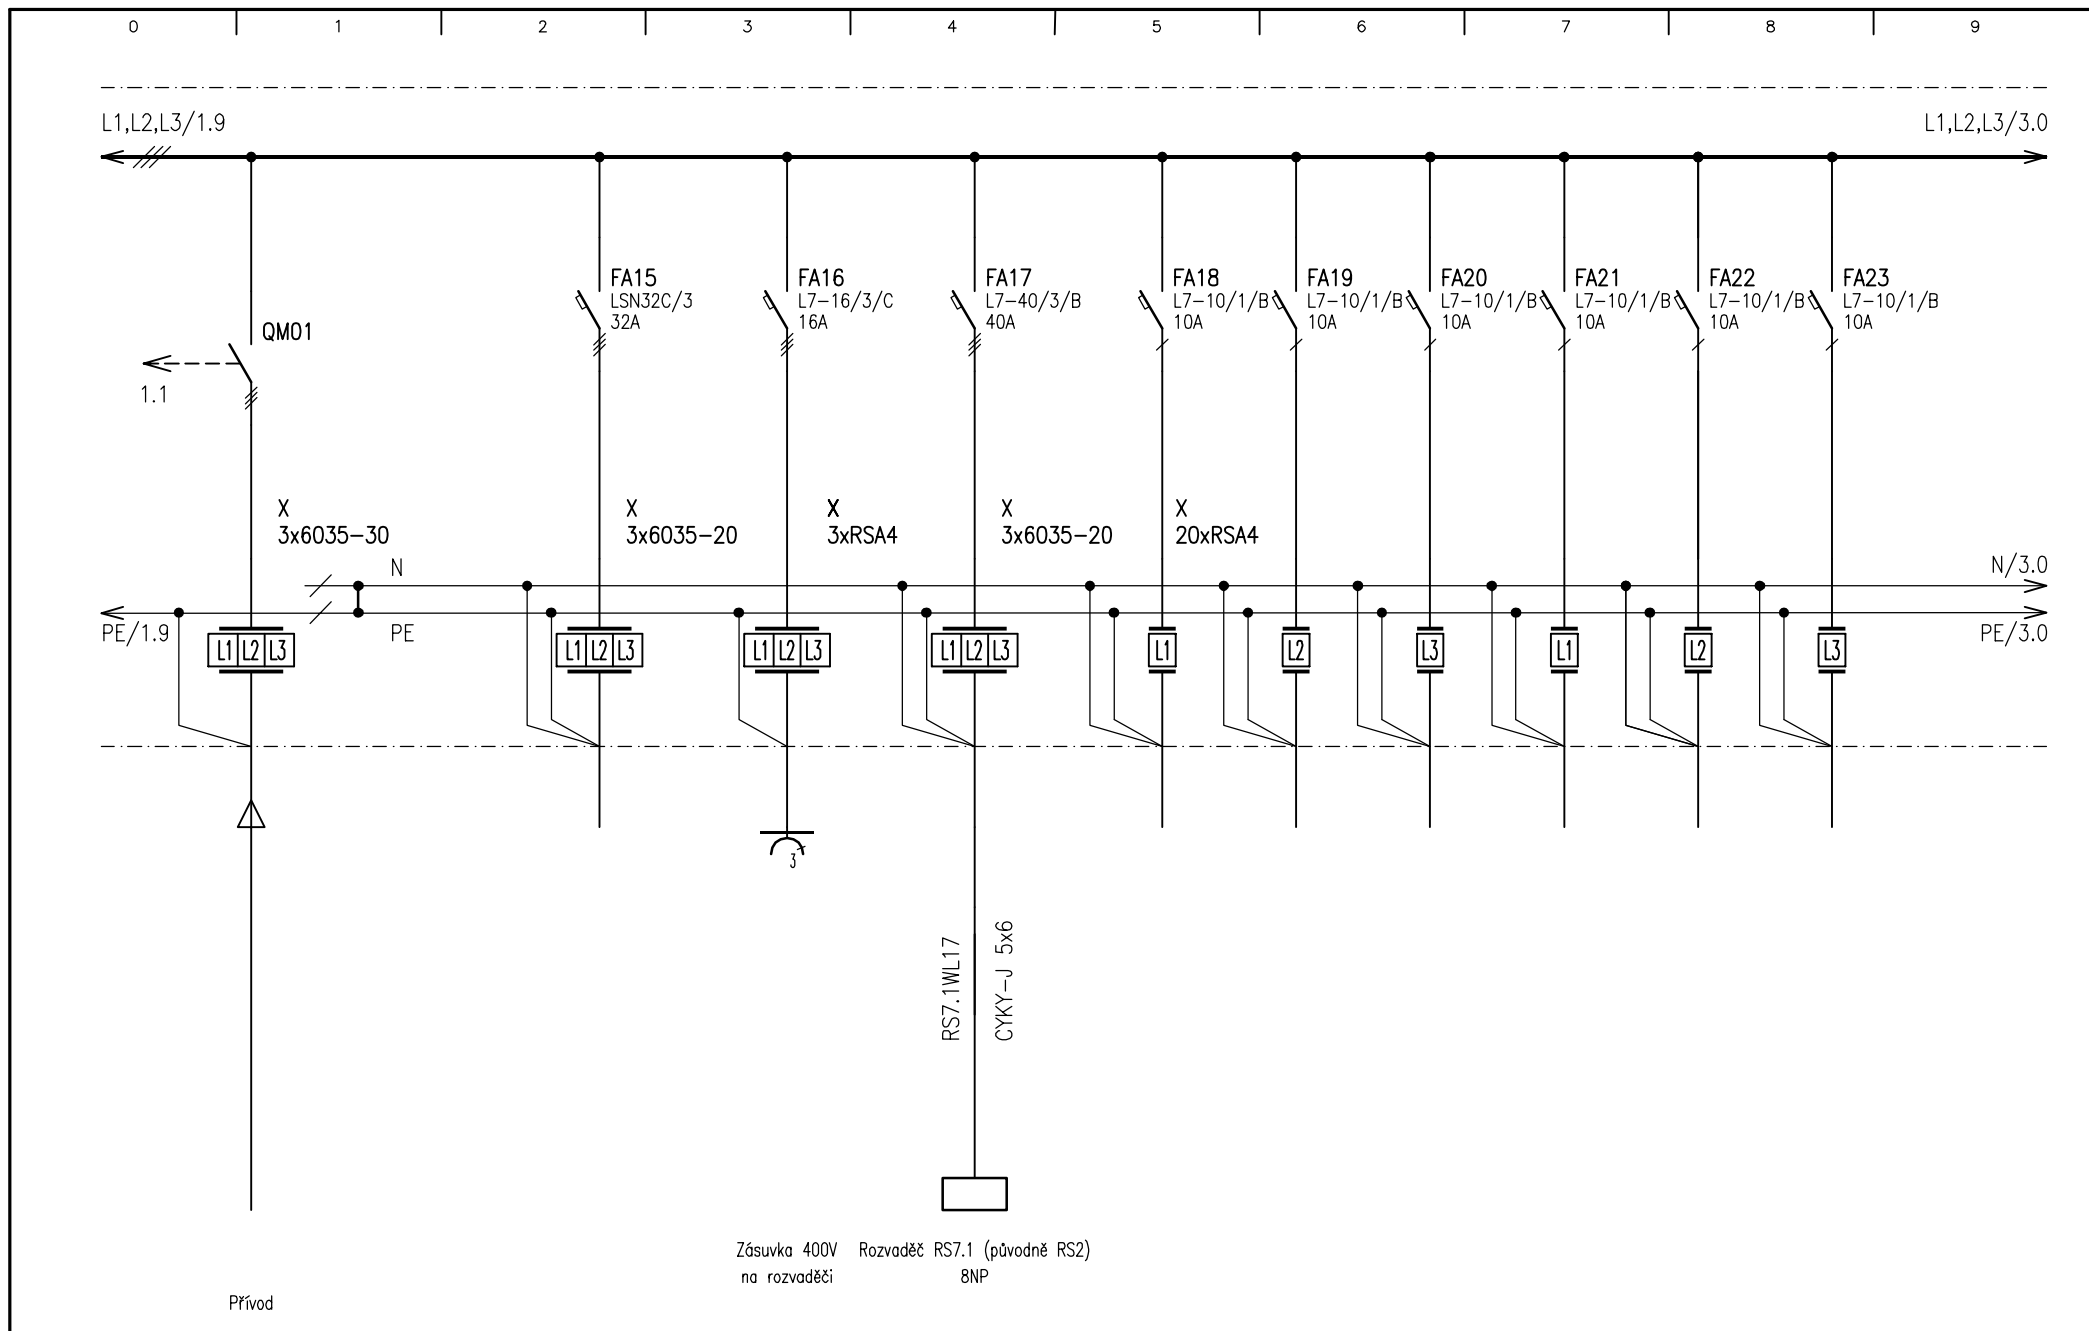 0 1 2 3 4 5 6 7 8 9
L1,L2,L3/1.9
L1,L2,L3/3.0
QM01
1.1
FA15
LSN32C/3
32A
FA16
L7-16/3/C
16A
FA17
L7-40/3/B
40A
FA18
L7-10/1/B
10A
FA19
L7-10/1/B
10A
FA20
L7-10/1/B
10A
FA21
L7-10/1/B
10A
FA22
L7-10/1/B
10A
FA23
L7-10/1/B
10A
X
3x6035-30
X
3x6035-20
X
3xRSA4
X
3x6035-20
X
20xRSA4
N
N/3.0
PE/1.9
PE
PE/3.0
L1 L2 L3
L1 L2 L3
L1 L2 L3
L1 L2 L3
L1
L2
L3
L1
L2
L3
3
RS7.1WL17
CYKY-J 5x6
Zásuvka 400V
na rozvaděči
Rozvaděč RS7.1 (původně RS2)
8NP
Přívod